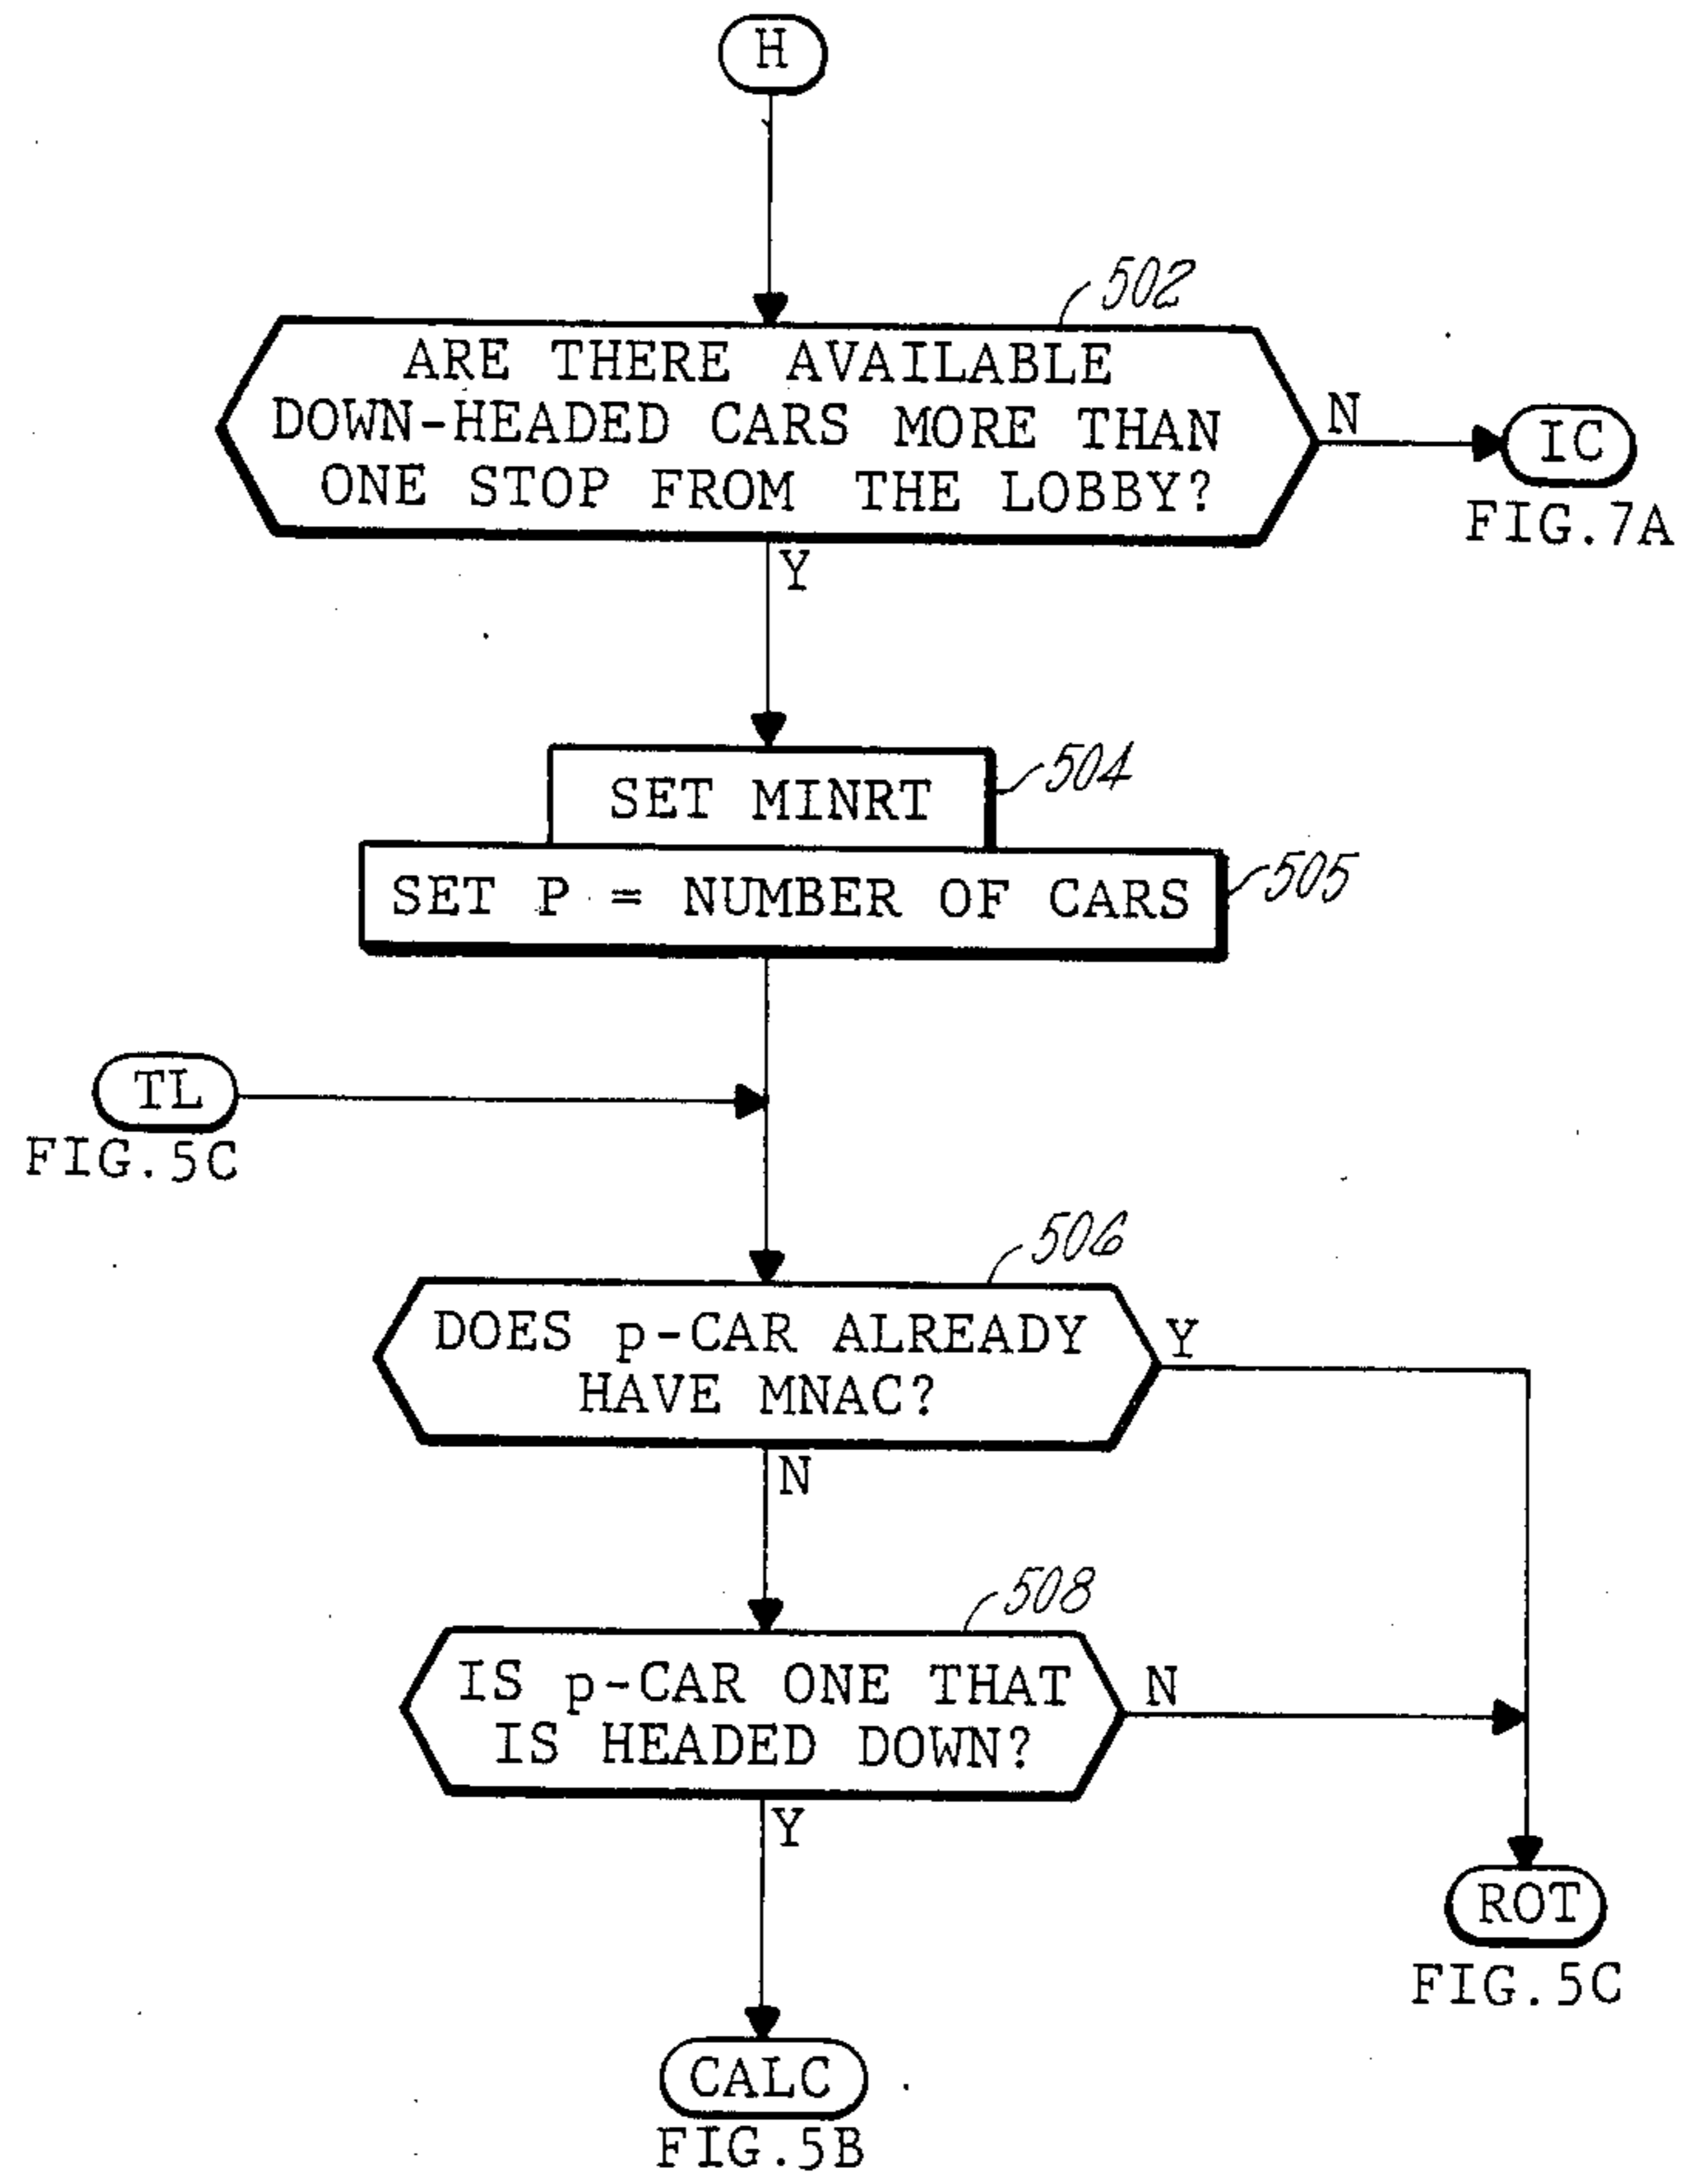 H
502
ARE THERE AVAILABLE
DOWN-HEADED CARS MORE THAN
ONE STOP FROM THE LOBBY?
N
IC
FIG.7A
Y
SET MINRT
504
SET P = NUMBER OF CARS
505
TL
FIG.5C
506
DOES p-CAR ALREADY
HAVE MNAC?
Y
N
508
IS p-CAR ONE THAT
IS HEADED DOWN?
N
Y
ROT
FIG.5C
CALC
FIG.5B